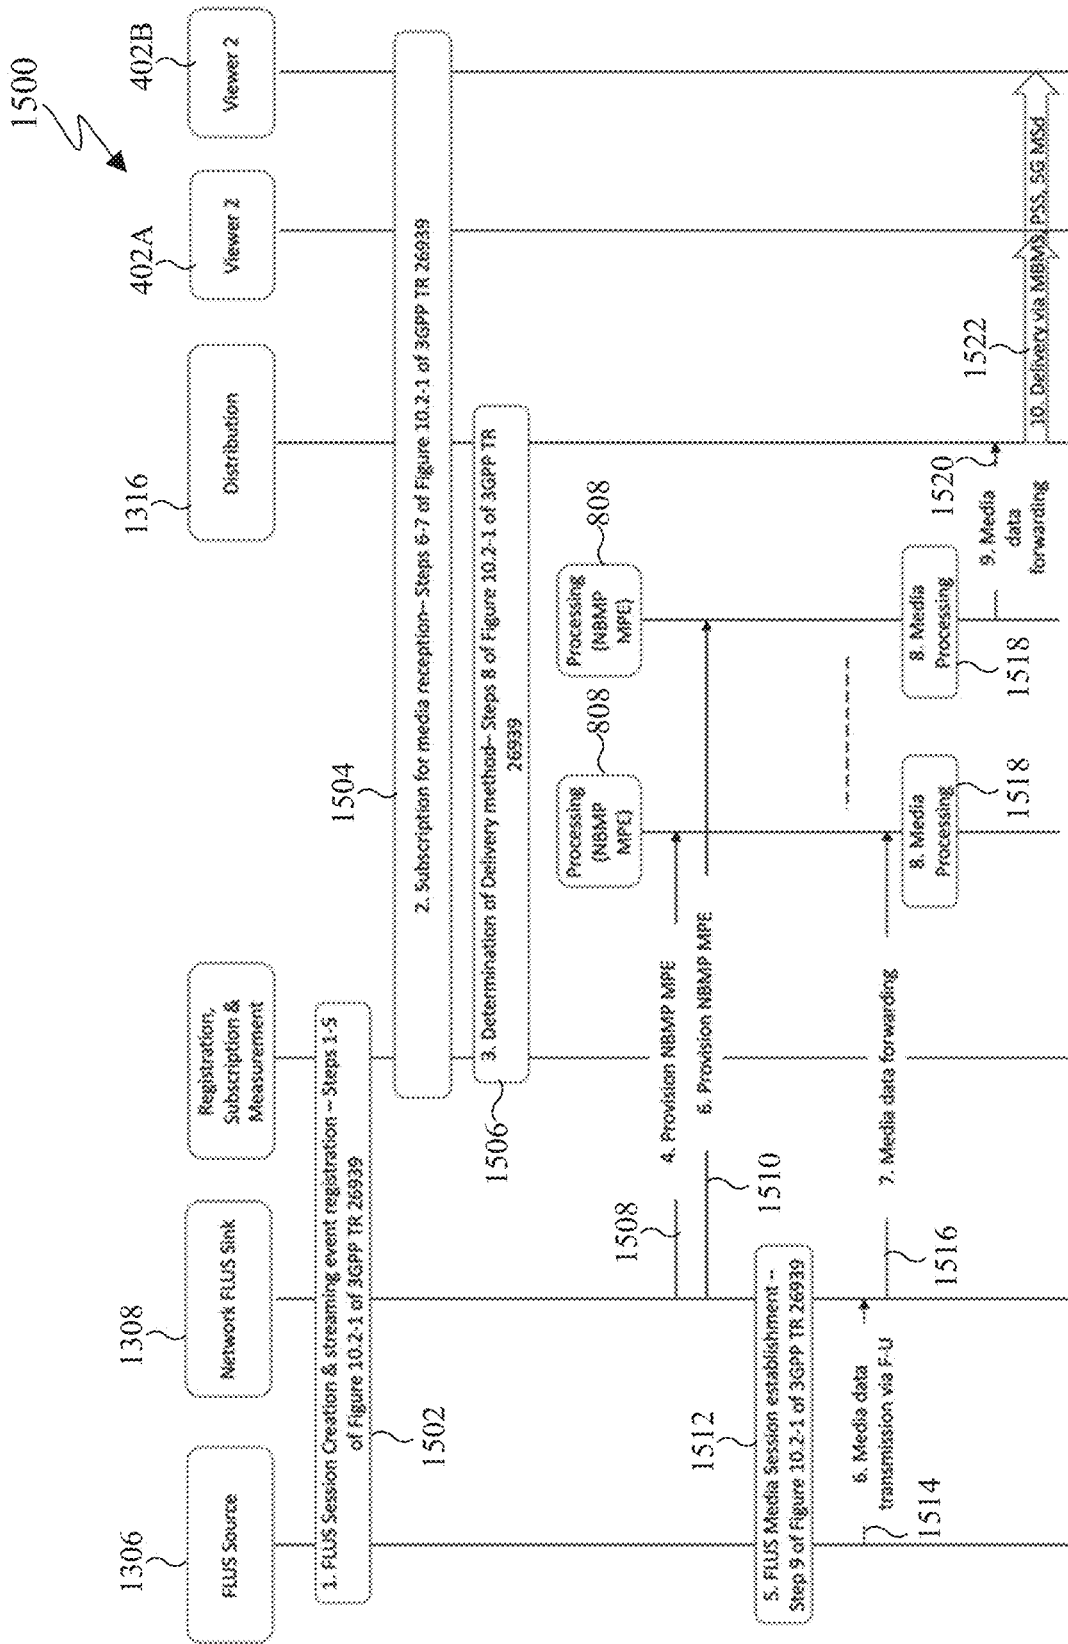 1500
1306
FLUS Source
1308
Network FLUS Sink
Registration,
Subscription &
Measurement
1316
Distribution
402A
Viewer 2
402B
Viewer 2
1. FLUS Session Creation & streaming event registration – Steps 1-5
of Figure 10.2-1 of 3GPP TR 26939
1502
1504
2. Subscription for media reception– Steps 6-7 of Figure 10.2-1 of 3GPP TR 26939
3. Determination of Delivery method– Steps 8 of Figure 10.2-1 of 3GPP TR
26939
1506
Processing
(NBMP
MPE)
808
Processing
(NBMP
MPE)
808
4. Provision NBMP MPE
1508
6. Provision NBMP MPE
1510
1512
5. FLUS Media Session establishment –
Step 9 of Figure 10.2-1 of 3GPP TR 26939
6. Media data
transmission via F-U
1514
7. Media data forwarding
1516
8. Media
Processing
1518
8. Media
Processing
1518
9. Media
data
forwarding
1520
1522
10. Delivery via MBMS, PSS, 5G MSd